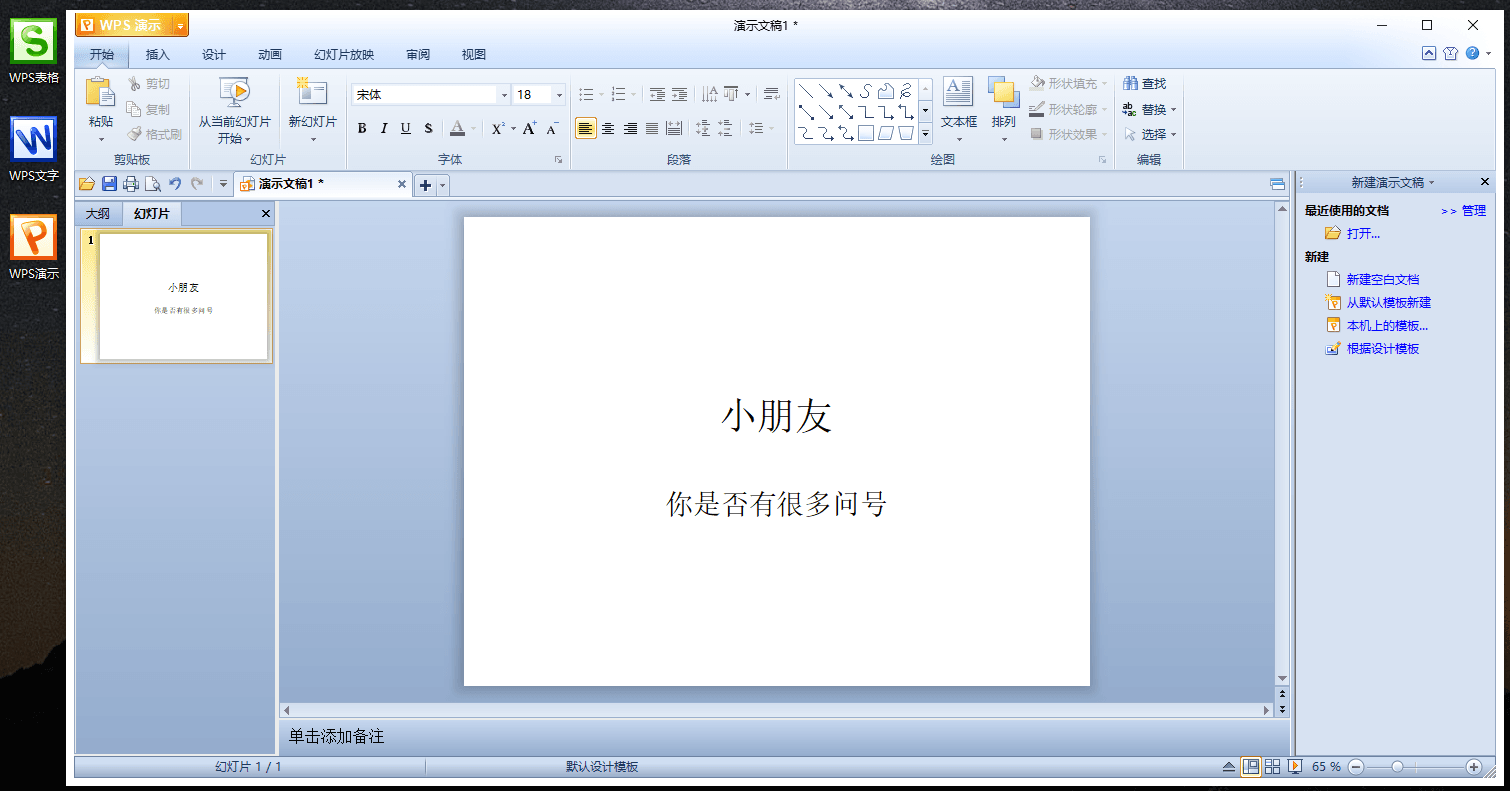 WPS表格
WPS文字
WPS演示
WPS 演示
演示文稿1 *
开始 插入 设计 动画 幻灯片放映 审阅 视图
粘贴 剪切 复制 格式刷
剪贴板
从当前幻灯片
开始
新幻灯片
幻灯片
宋体 18
B I U S A X² A⁺ A⁻
字体
段落
文本框 排列 形状填充 形状轮廓 形状效果
绘图
查找
替换
选择
编辑
演示文稿1 *
大纲 幻灯片
1
小朋友
你是否有很多问号
小朋友
你是否有很多问号
单击添加备注
新建演示文稿
最近使用的文档 >> 管理
打开...
新建
新建空白文档
从默认模板新建
本机上的模板...
根据设计模板
幻灯片 1 / 1 默认设计模板 65 %